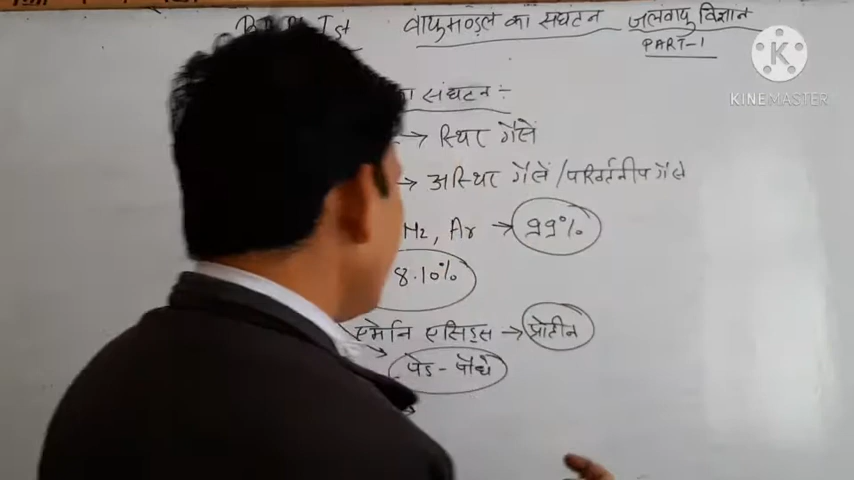 Ist वायुमण्डल का संघटन जलवायु विज्ञान
PART-1
KINEMASTER
का संघटन :-
→ स्थिर गैसें
→ अस्थिर गैसें / परिवर्तनीय गैसें
H2, Ar → 99%
8.10%
एमीनो एसिड्स → प्रोटीन
→ पेड़ - पौधे